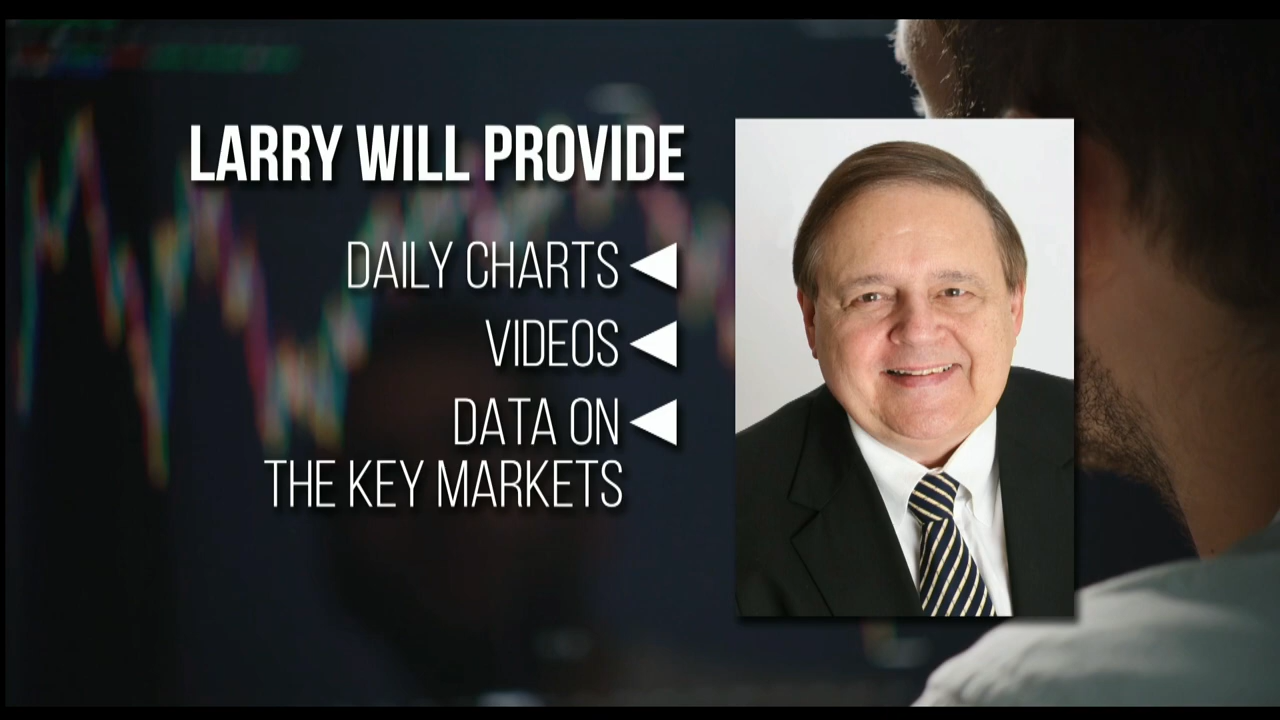 LARRY WILL PROVIDE
DAILY CHARTS
VIDEOS
DATA ON
THE KEY MARKETS